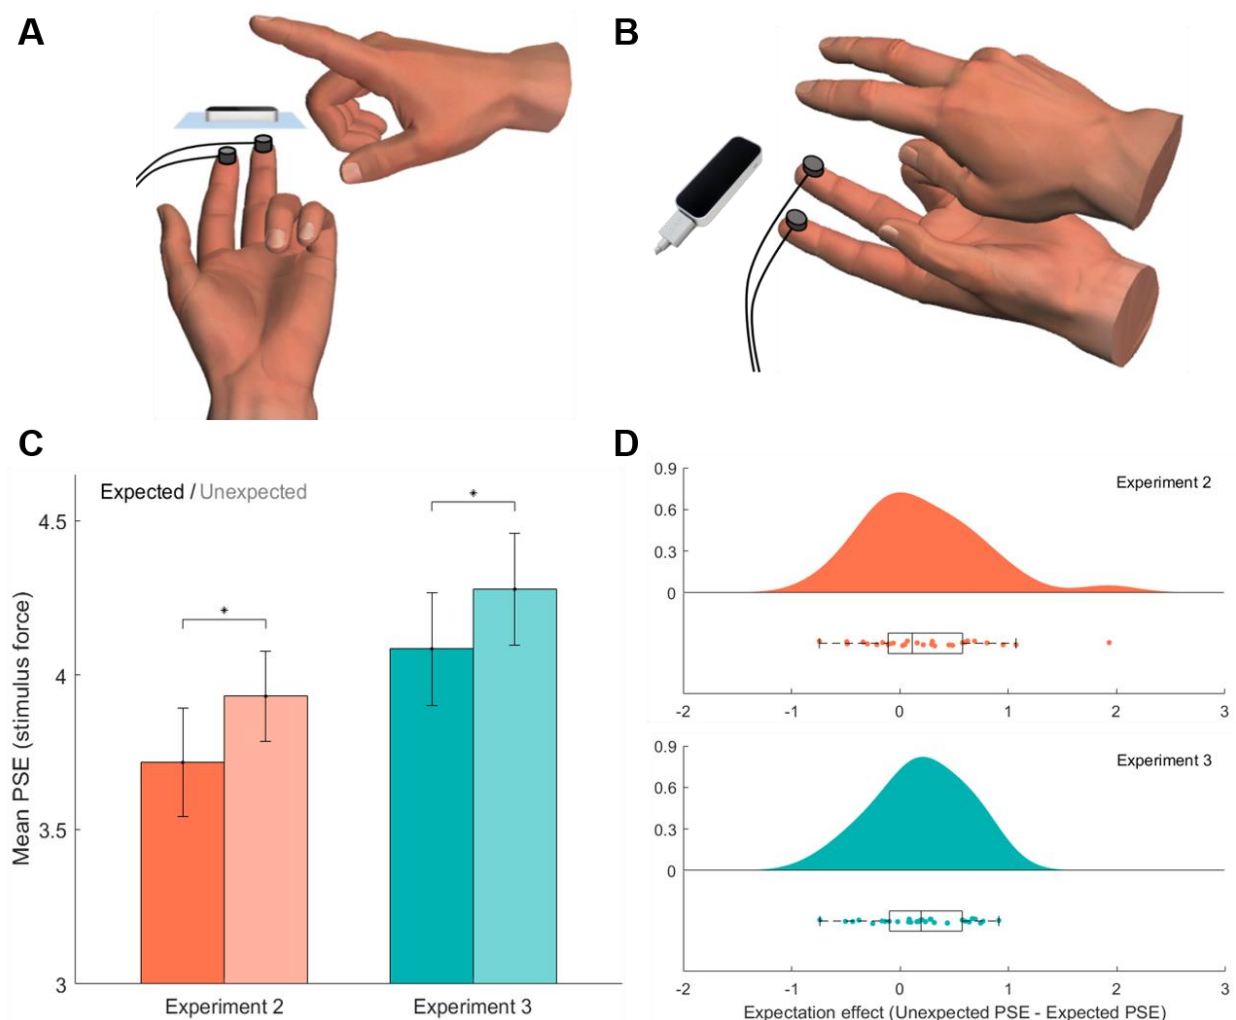 A
B
C
Expected / Unexpected
Mean PSE (stimulus force)
4.5
4
3.5
3
*
*
Experiment 2
Experiment 3
D
Experiment 2
0.9
0.6
0.3
0
-2
-1
0
1
2
3
Experiment 3
0.9
0.6
0.3
0
-2
-1
0
1
2
3
Expectation effect (Unexpected PSE - Expected PSE)